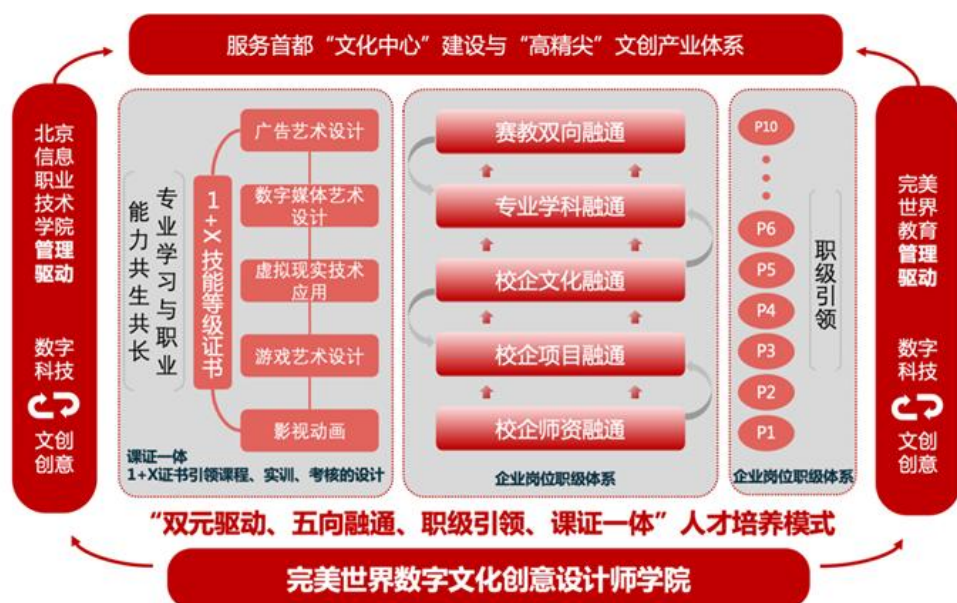 服务首都“文化中心”建设与“高精尖”文创产业体系
北京
信息
职业
技术
学院
管理
驱动
数字
科技
文创
创意
专业学习与职业
能力共生共长
1+X技能等级证书
广告艺术设计
数字媒体艺术
设计
虚拟现实技术
应用
游戏艺术设计
影视动画
课证一体
1+X证书引领课程、实训、考核的设计
赛教双向融通
专业学科融通
校企文化融通
校企项目融通
校企师资融通
企业岗位职级体系
P10
P6
P5
P4
P3
P2
P1
职级引领
企业岗位职级体系
完美
世界
教育
管理
驱动
数字
科技
文创
创意
“双元驱动、五向融通、职级引领、课证一体”人才培养模式
完美世界数字文化创意设计师学院